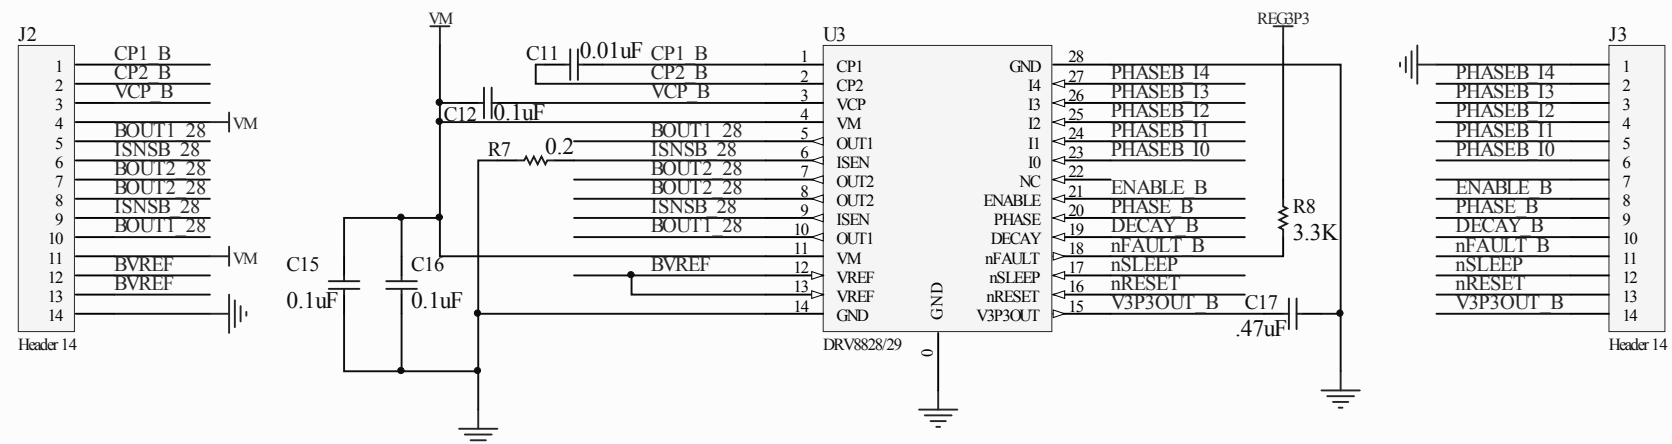 VM
REG3P3
J2
1 CP1_B
2 CP2_B
3 VCP_B
4 VM
5 BOUT1_28
6 ISNSB_28
7 BOUT2_28
8 BOUT2_28
9 ISNSB_28
10 BOUT1_28
11 VM
12 BVREF
13 BVREF
14
Header 14
C11 0.01uF
C12 0.1uF
R7 0.2
C15 0.1uF
C16 0.1uF
U3
CP1_B 1 CP1
CP2_B 2 CP2
VCP_B 3 VCP
4 VM
BOUT1_28 5 OUT1
ISNSB_28 6 ISEN
BOUT2_28 7 OUT2
BOUT2_28 8 OUT2
ISNSB_28 9 ISEN
BOUT1_28 10 OUT1
11 VM
BVREF 12 VREF
13 VREF
14 GND
GND 28
I4 27 PHASEB_I4
I3 26 PHASEB_I3
I2 25 PHASEB_I2
I1 24 PHASEB_I1
I0 23 PHASEB_I0
NC 22
ENABLE 21 ENABLE_B
PHASE 20 PHASE_B
DECAY 19 DECAY_B
nFAULT 18 nFAULT_B
nSLEEP 17 nSLEEP
nRESET 16 nRESET
V3P3OUT 15 V3P3OUT_B
GND
0
DRV8828/29
R8
3.3K
C17
.47uF
J3
1
PHASEB_I4 2
PHASEB_I3 3
PHASEB_I2 4
PHASEB_I1 5
PHASEB_I0 6
7
ENABLE_B 8
PHASE_B 9
DECAY_B 10
nFAULT_B 11
nSLEEP 12
nRESET 13
V3P3OUT_B 14
Header 14